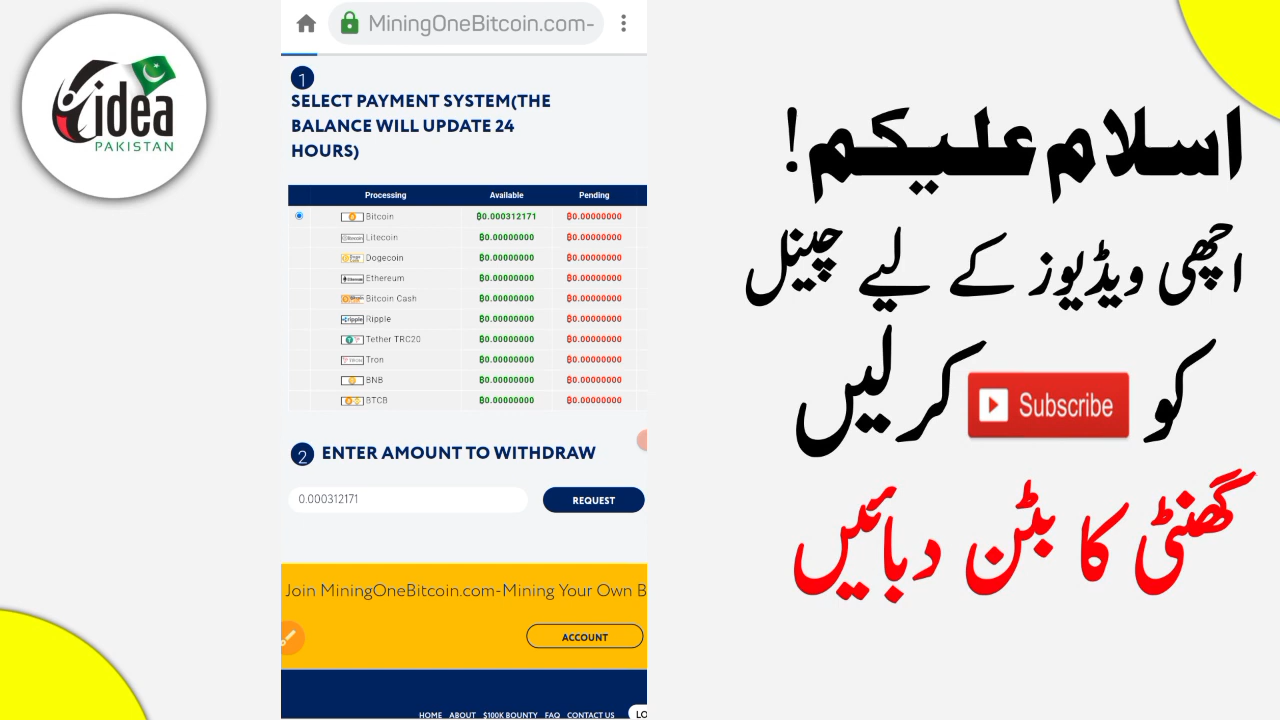 idea
PAKISTAN
MiningOneBitcoin.com-
1
SELECT PAYMENT SYSTEM(THE
BALANCE WILL UPDATE 24
HOURS)
Processing Available Pending
Bitcoin ฿0.000312171 ฿0.00000000
Litecoin ฿0.00000000 ฿0.00000000
Dogecoin ฿0.00000000 ฿0.00000000
Ethereum ฿0.00000000 ฿0.00000000
Bitcoin Cash ฿0.00000000 ฿0.00000000
Ripple ฿0.00000000 ฿0.00000000
Tether TRC20 ฿0.00000000 ฿0.00000000
Tron ฿0.00000000 ฿0.00000000
BNB ฿0.00000000 ฿0.00000000
BTCB ฿0.00000000 ฿0.00000000
2 ENTER AMOUNT TO WITHDRAW
0.000312171 REQUEST
Join MiningOneBitcoin.com-Mining Your Own B
ACCOUNT
HOME ABOUT $100K BOUNTY FAQ CONTACT US LO
اسلام علیکم!
اچھی ویڈیوز کے لیے چینل
کو Subscribe کرلیں
گھنٹی کا بٹن دبائیں